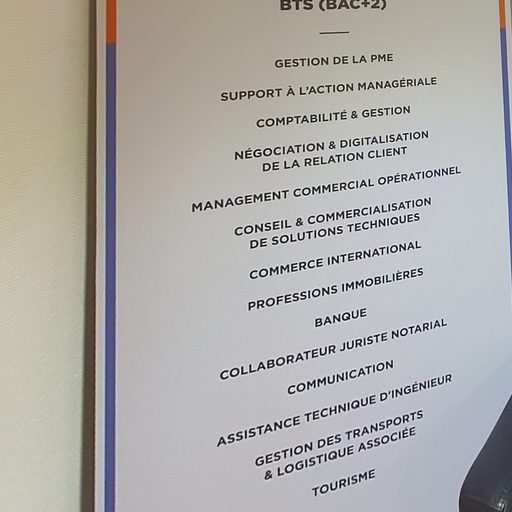 BTS (BAC+2)
GESTION DE LA PME
SUPPORT À L'ACTION MANAGÉRIALE
COMPTABILITÉ & GESTION
NÉGOCIATION & DIGITALISATION
DE LA RELATION CLIENT
MANAGEMENT COMMERCIAL OPÉRATIONNEL
CONSEIL & COMMERCIALISATION
DE SOLUTIONS TECHNIQUES
COMMERCE INTERNATIONAL
PROFESSIONS IMMOBILIÈRES
BANQUE
COLLABORATEUR JURISTE NOTARIAL
COMMUNICATION
ASSISTANCE TECHNIQUE D'INGÉNIEUR
GESTION DES TRANSPORTS
& LOGISTIQUE ASSOCIÉE
TOURISME